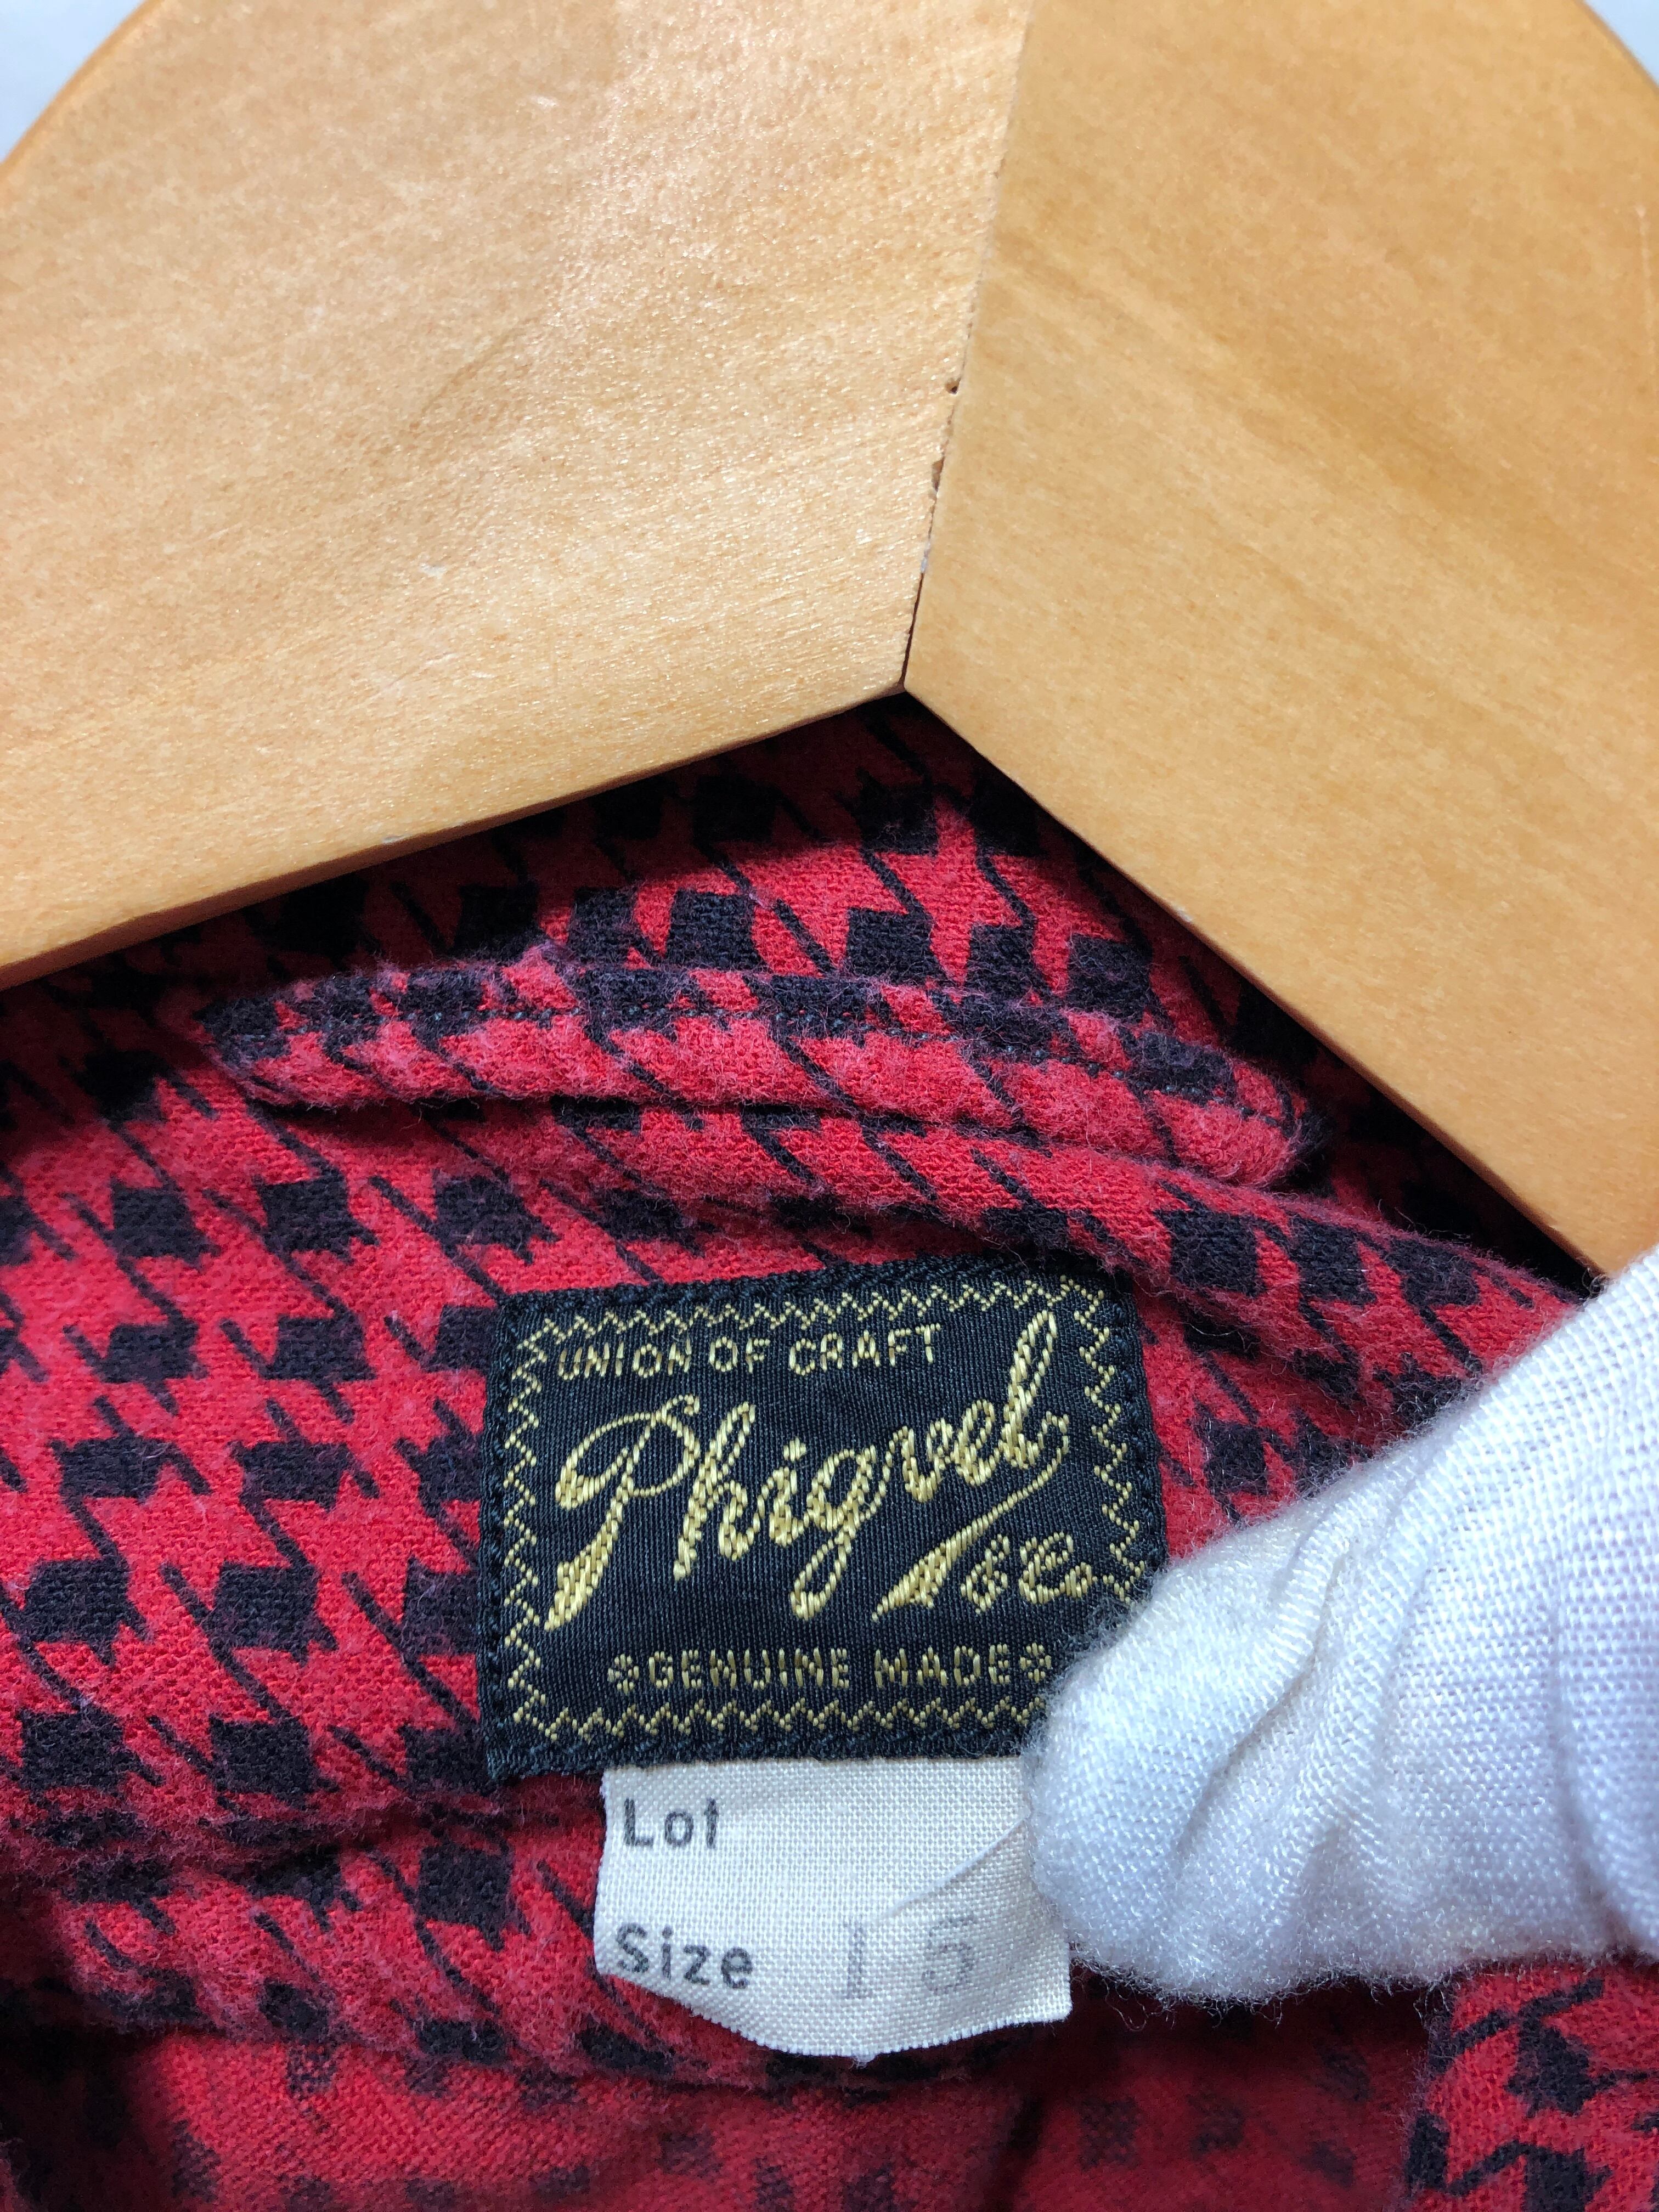 UNION OF CRAFT
Phigvel
& Co
*GENUINE MADE*
Lot
Size 15